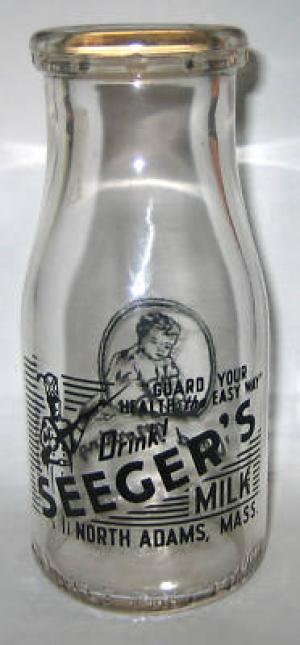 GUARD YOUR
HEALTH the EASY WAY"
Drink!
SEEGER'S
MILK
NORTH ADAMS, MASS.